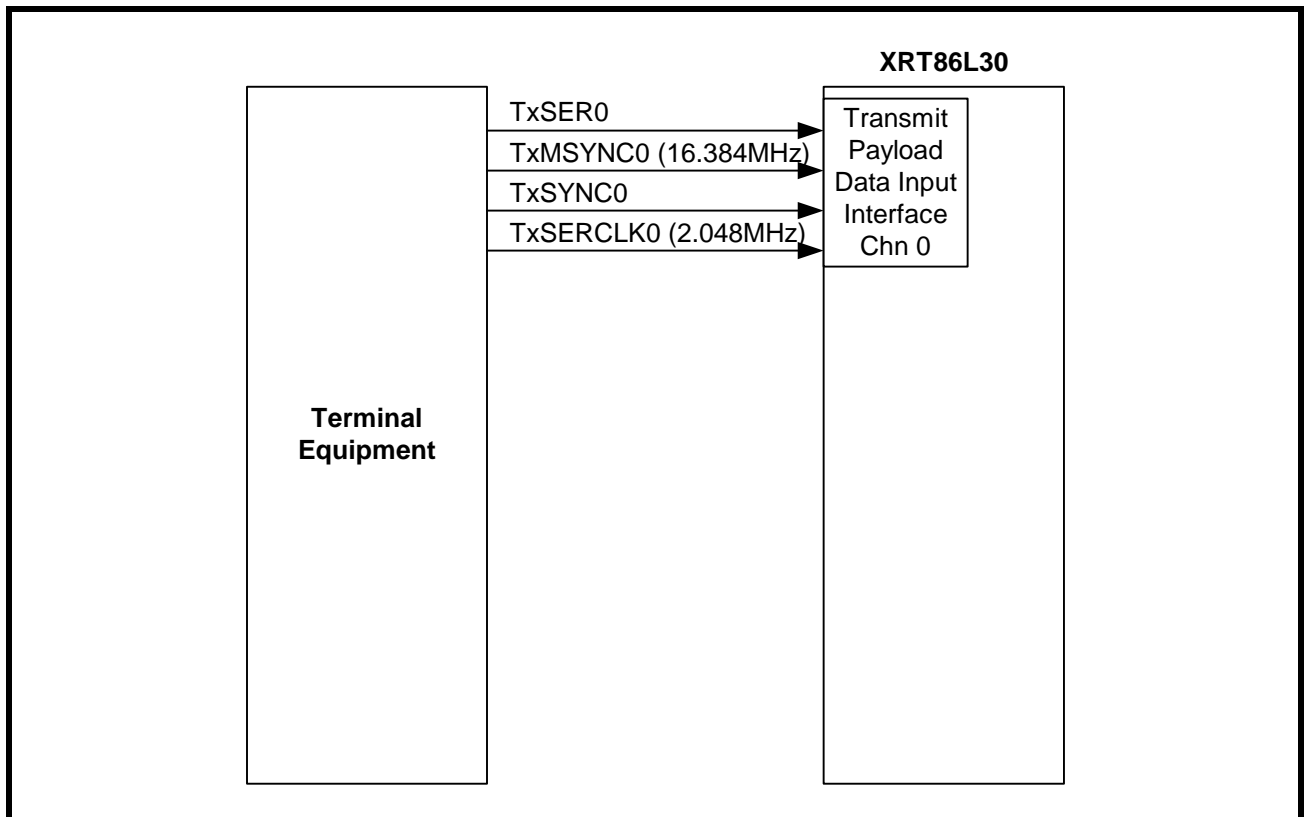 XRT86L30
TxSER0
TxMSYNC0 (16.384MHz)
TxSYNC0
TxSERCLK0 (2.048MHz)
Transmit
Payload
Data Input
Interface
Chn 0
Terminal
Equipment